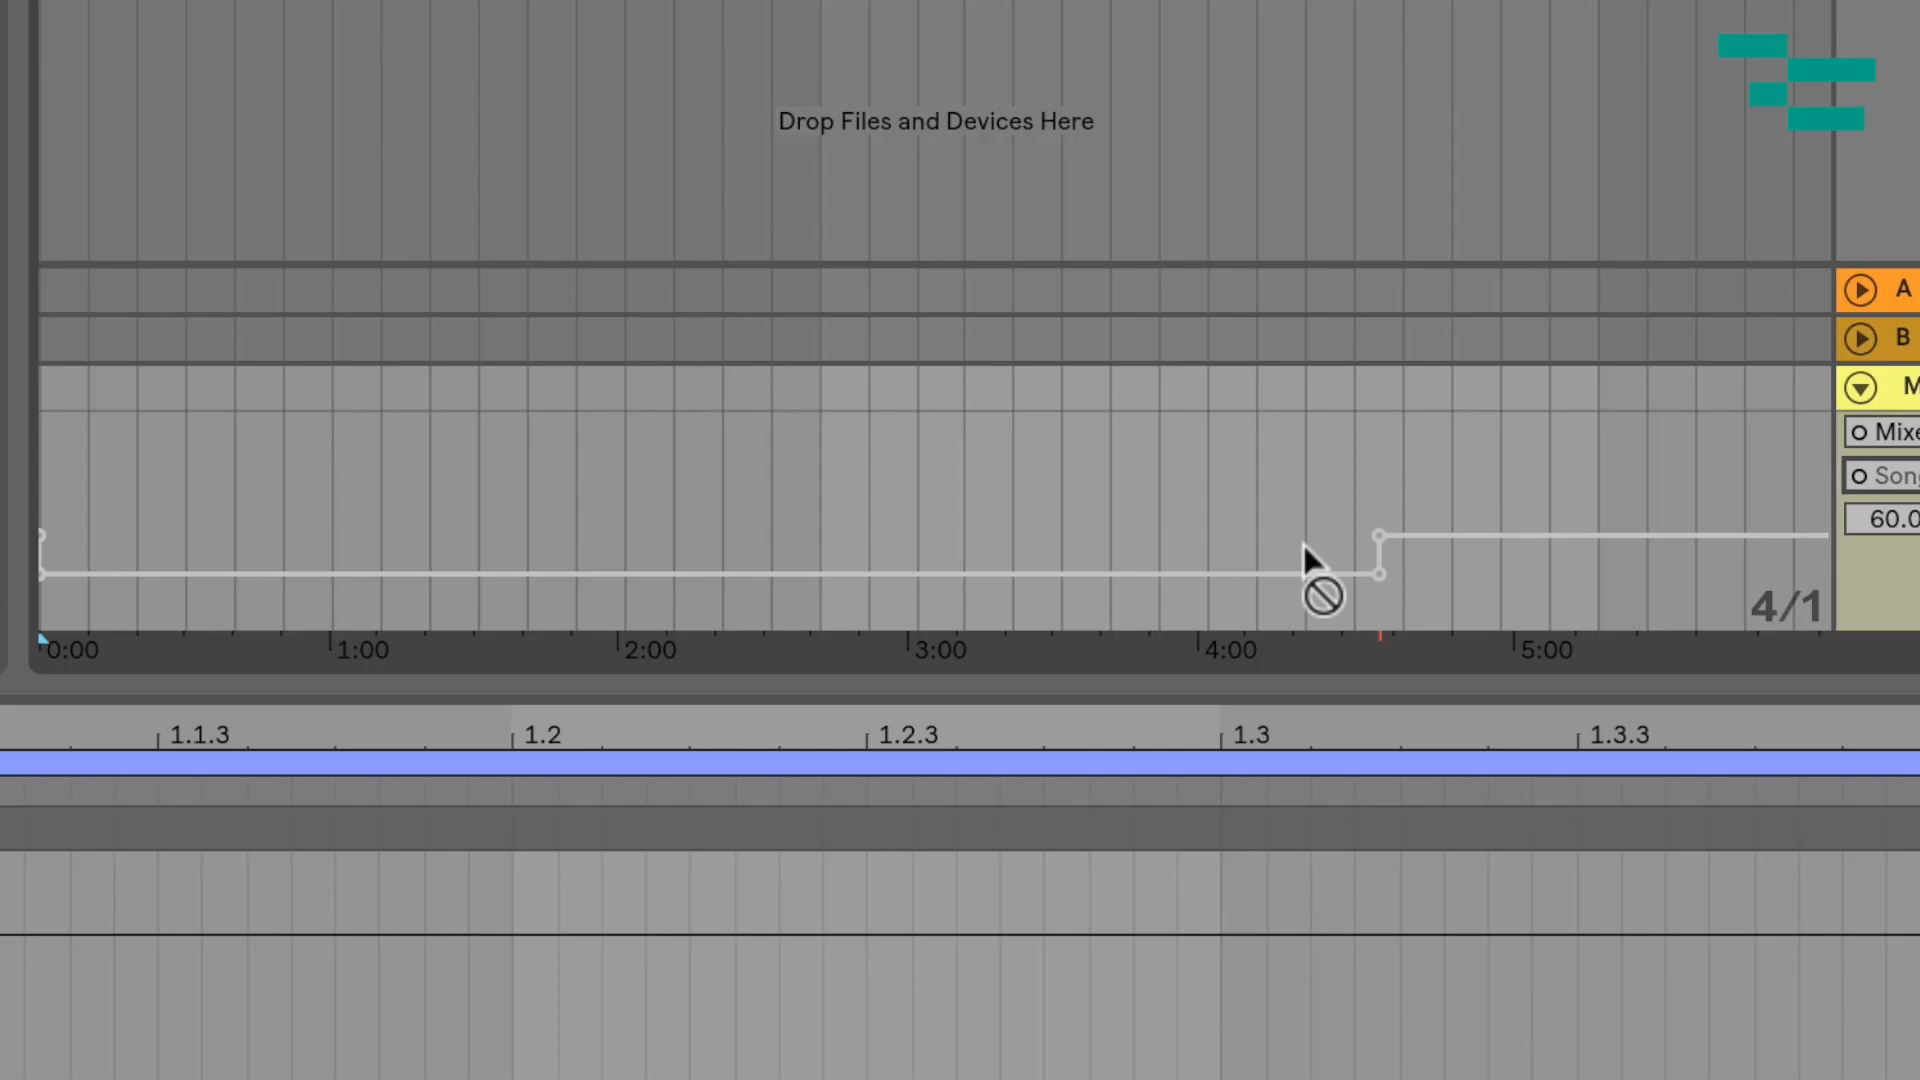 Drop Files and Devices Here
A
B
M
Mixe
Song
60.0
4/1
0:00 1:00 2:00 3:00 4:00 5:00
1.1.3 1.2 1.2.3 1.3 1.3.3